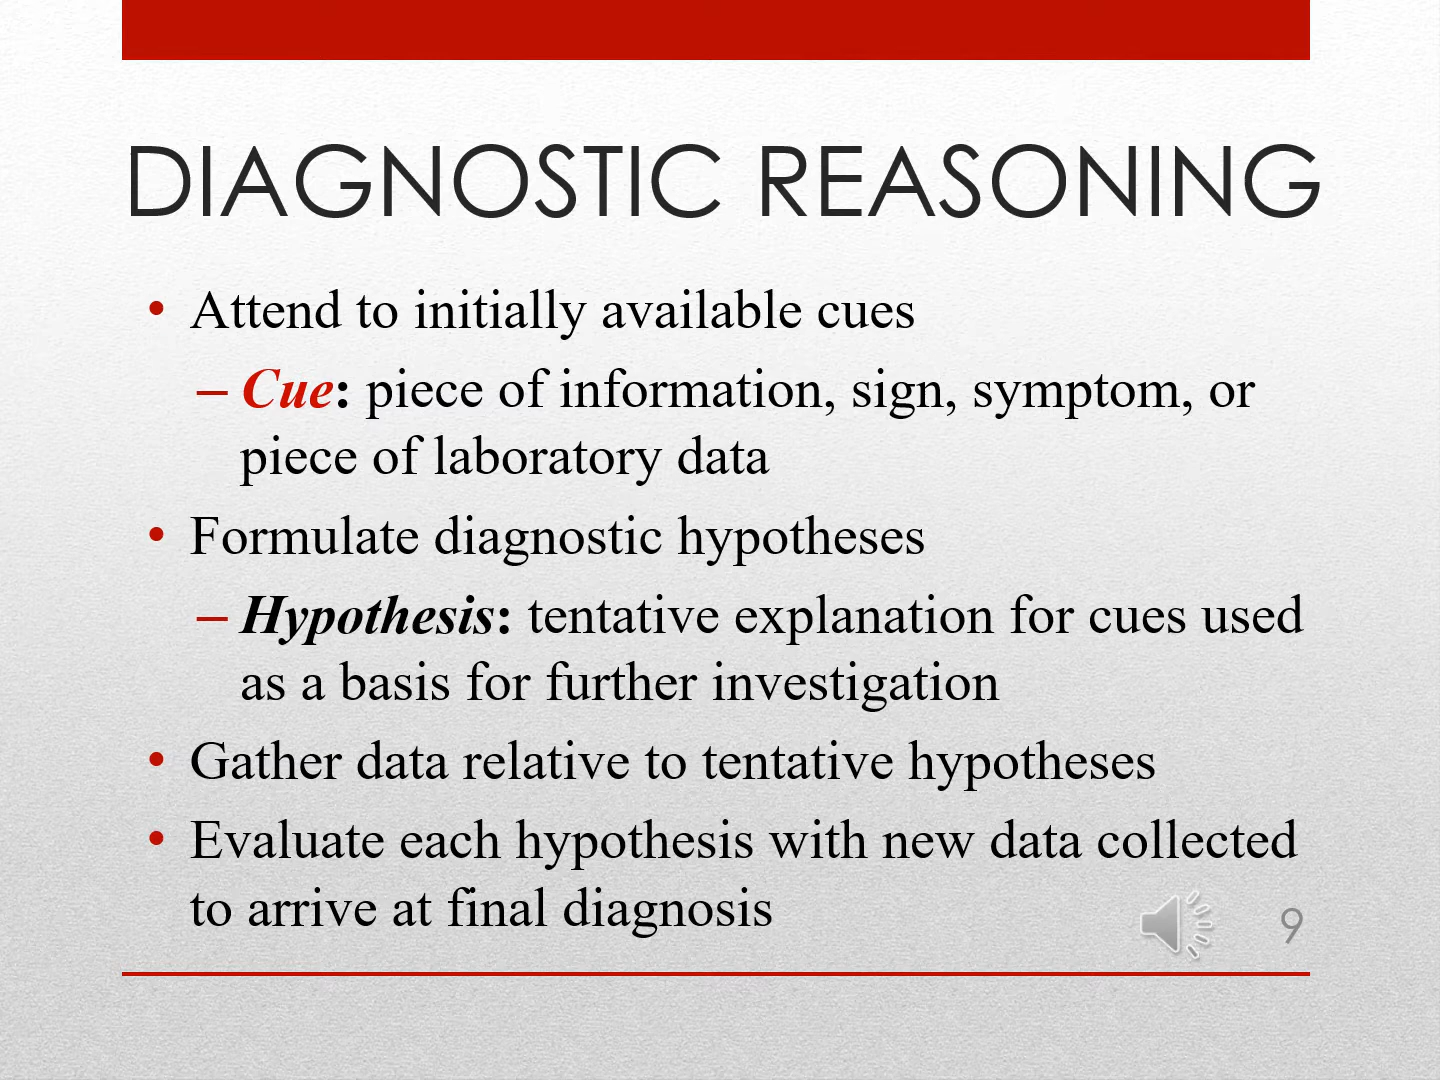 DIAGNOSTIC REASONING
• Attend to initially available cues
– Cue: piece of information, sign, symptom, or
piece of laboratory data
• Formulate diagnostic hypotheses
– Hypothesis: tentative explanation for cues used
as a basis for further investigation
• Gather data relative to tentative hypotheses
• Evaluate each hypothesis with new data collected
to arrive at final diagnosis
9